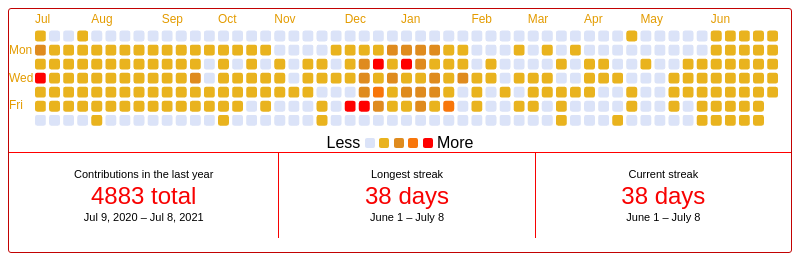 Jul Aug Sep Oct Nov Dec Jan Feb Mar Apr May Jun
Mon
Wed
Fri
Less More
Contributions in the last year
4883 total
Jul 9, 2020 – Jul 8, 2021
Longest streak
38 days
June 1 – July 8
Current streak
38 days
June 1 – July 8